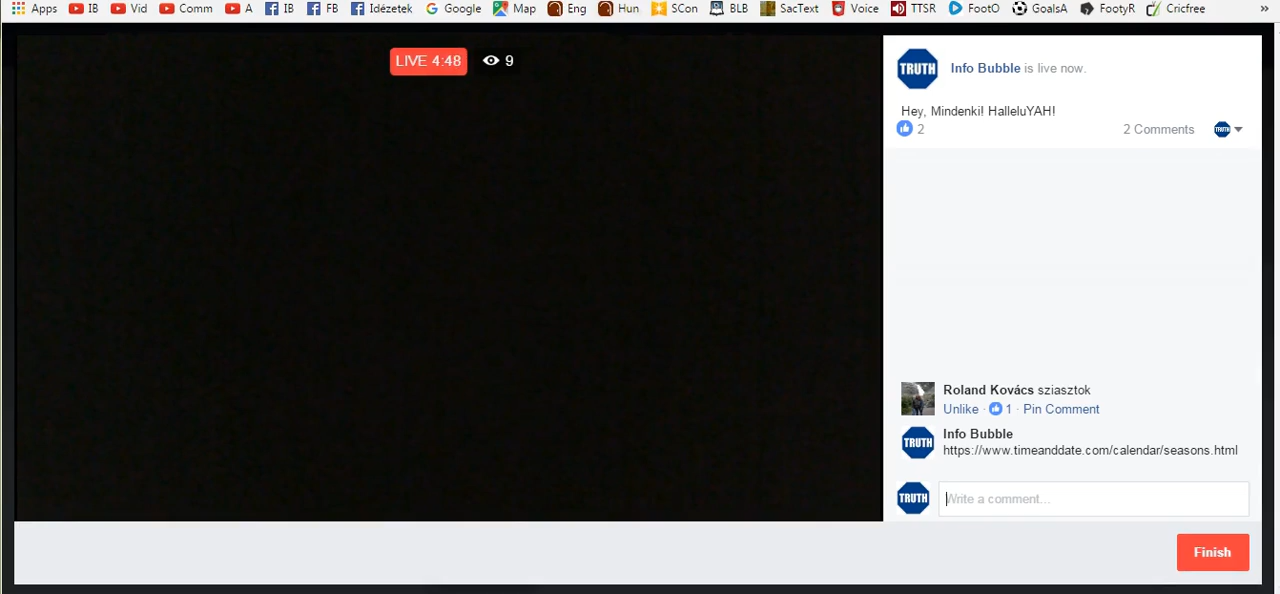 Apps IB Vid Comm A IB FB Idézetek Google Map Eng Hun SCon BLB SacText Voice TTSR FootO GoalsA FootyR Cricfree »
LIVE 4:48 9
TRUTH Info Bubble is live now.
Hey, Mindenki! HalleluYAH!
2 2 Comments TRUTH
Roland Kovács sziasztok
Unlike · 1 · Pin Comment
TRUTH Info Bubble
https://www.timeanddate.com/calendar/seasons.html
TRUTH Write a comment...
Finish